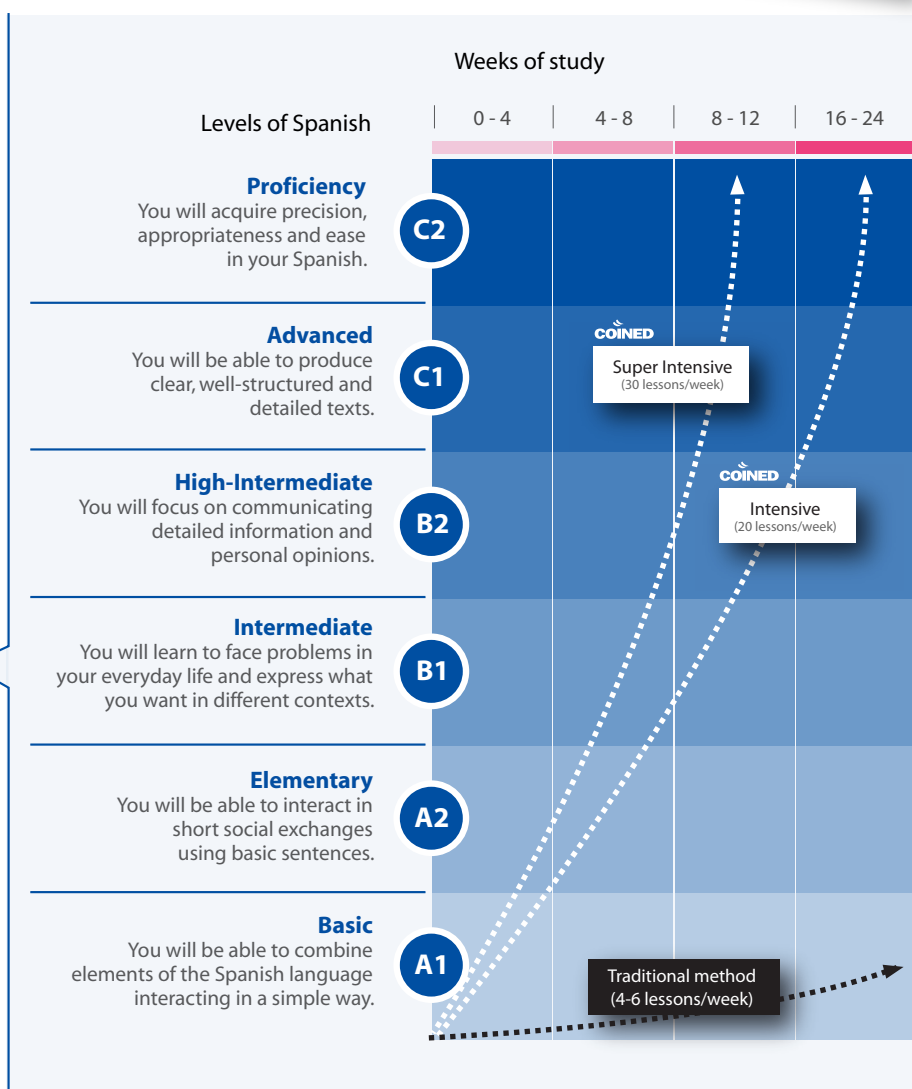 Weeks of study
Levels of Spanish
0 - 4
4 - 8
8 - 12
16 - 24
Proficiency
You will acquire precision,
appropriateness and ease
in your Spanish.
C2
Advanced
You will be able to produce
clear, well-structured and
detailed texts.
C1
COINED
Super Intensive
(30 lessons/week)
High-Intermediate
You will focus on communicating
detailed information and
personal opinions.
B2
COINED
Intensive
(20 lessons/week)
Intermediate
You will learn to face problems in
your everyday life and express what
you want in different contexts.
B1
Elementary
You will be able to interact in
short social exchanges
using basic sentences.
A2
Basic
You will be able to combine
elements of the Spanish language
interacting in a simple way.
A1
Traditional method
(4-6 lessons/week)